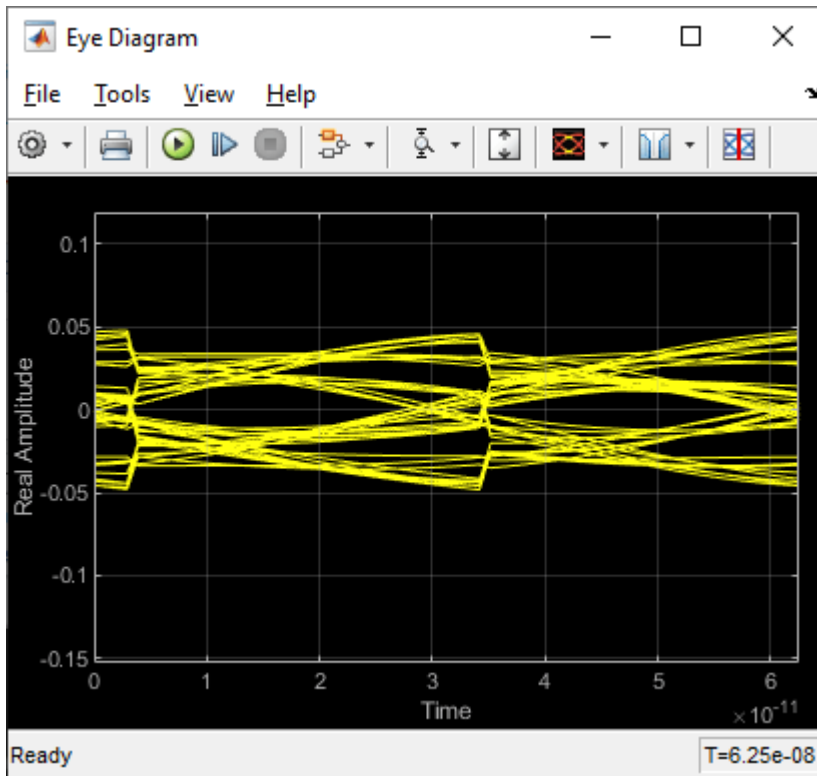 Eye Diagram
File Tools View Help
0.1
0.05
0
-0.05
-0.1
-0.15
Real Amplitude
0 1 2 3 4 5 6
Time
×10⁻¹¹
Ready
T=6.25e-08